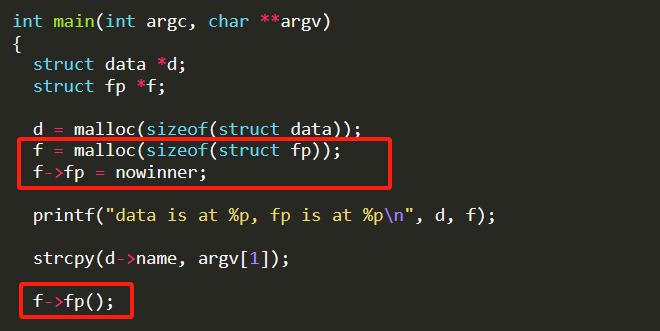 int main(int argc, char **argv)
{
  struct data *d;
  struct fp *f;

  d = malloc(sizeof(struct data));
  f = malloc(sizeof(struct fp));
  f->fp = nowinner;

  printf("data is at %p, fp is at %p\n", d, f);

  strcpy(d->name, argv[1]);

  f->fp();